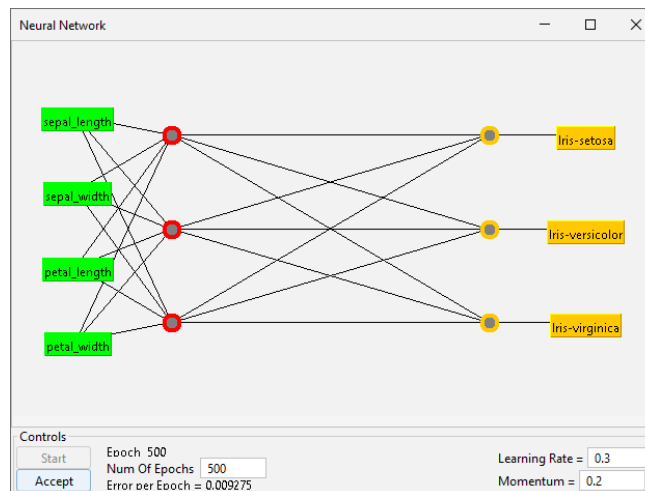 Neural Network
sepal_length
Iris-setosa
sepal_width
Iris-versicolor
petal_length
Iris-virginica
petal_width
Controls
Start
Accept
Epoch 500
Num Of Epochs 500
Error per Epoch = 0.009275
Learning Rate = 0.3
Momentum = 0.2